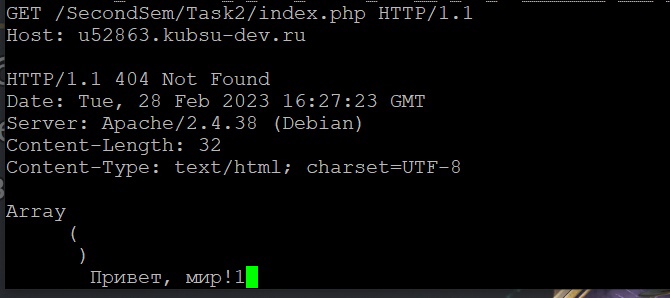 GET /SecondSem/Task2/index.php HTTP/1.1
Host: u52863.kubsu-dev.ru
HTTP/1.1 404 Not Found
Date: Tue, 28 Feb 2023 16:27:23 GMT
Server: Apache/2.4.38 (Debian)
Content-Length: 32
Content-Type: text/html; charset=UTF-8
Array
(
)
Привет, мир!1